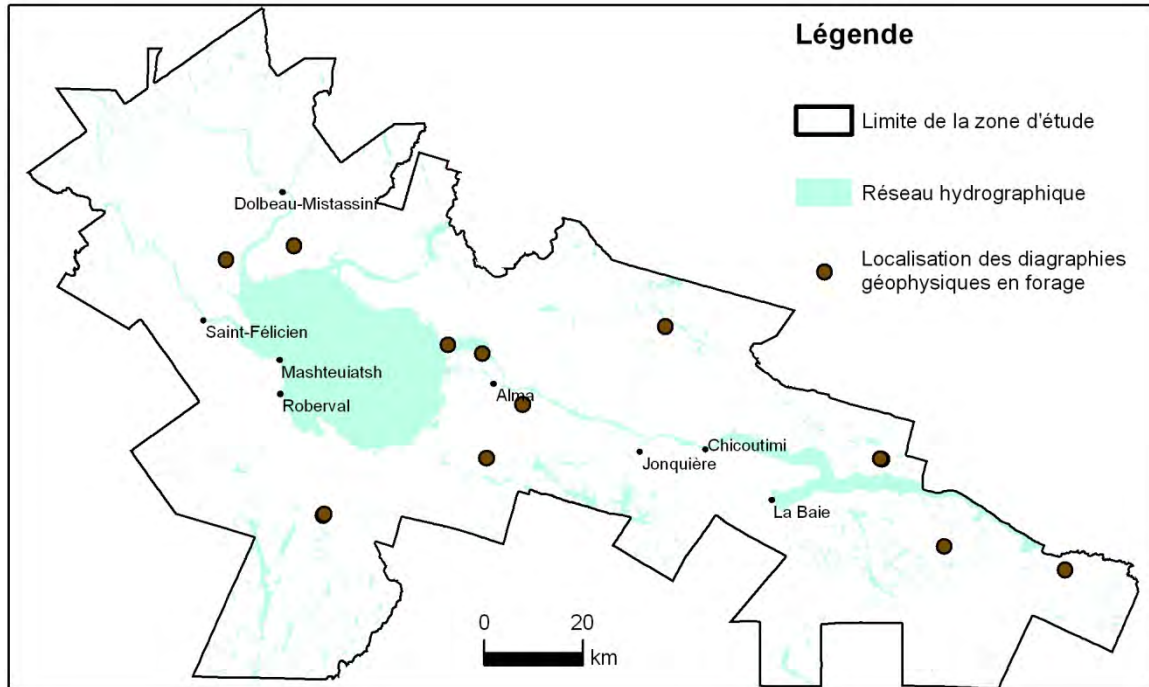 Légende
Limite de la zone d'étude
Réseau hydrographique
Localisation des diagraphies
géophysiques en forage
Dolbeau-Mistassini
Saint-Félicien
Mashteuiatsh
Roberval
Alma
Chicoutimi
Jonquière
La Baie
0 20
km